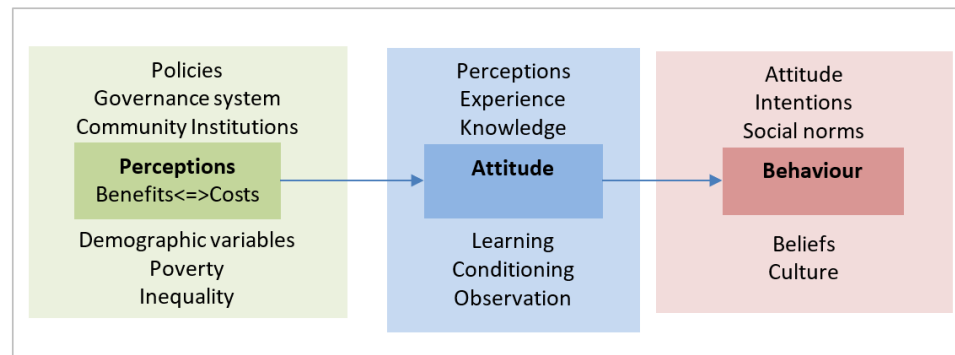 Policies
Governance system
Community Institutions
Perceptions
Benefits<=>Costs
Demographic variables
Poverty
Inequality
Perceptions
Experience
Knowledge
Attitude
Learning
Conditioning
Observation
Attitude
Intentions
Social norms
Behaviour
Beliefs
Culture